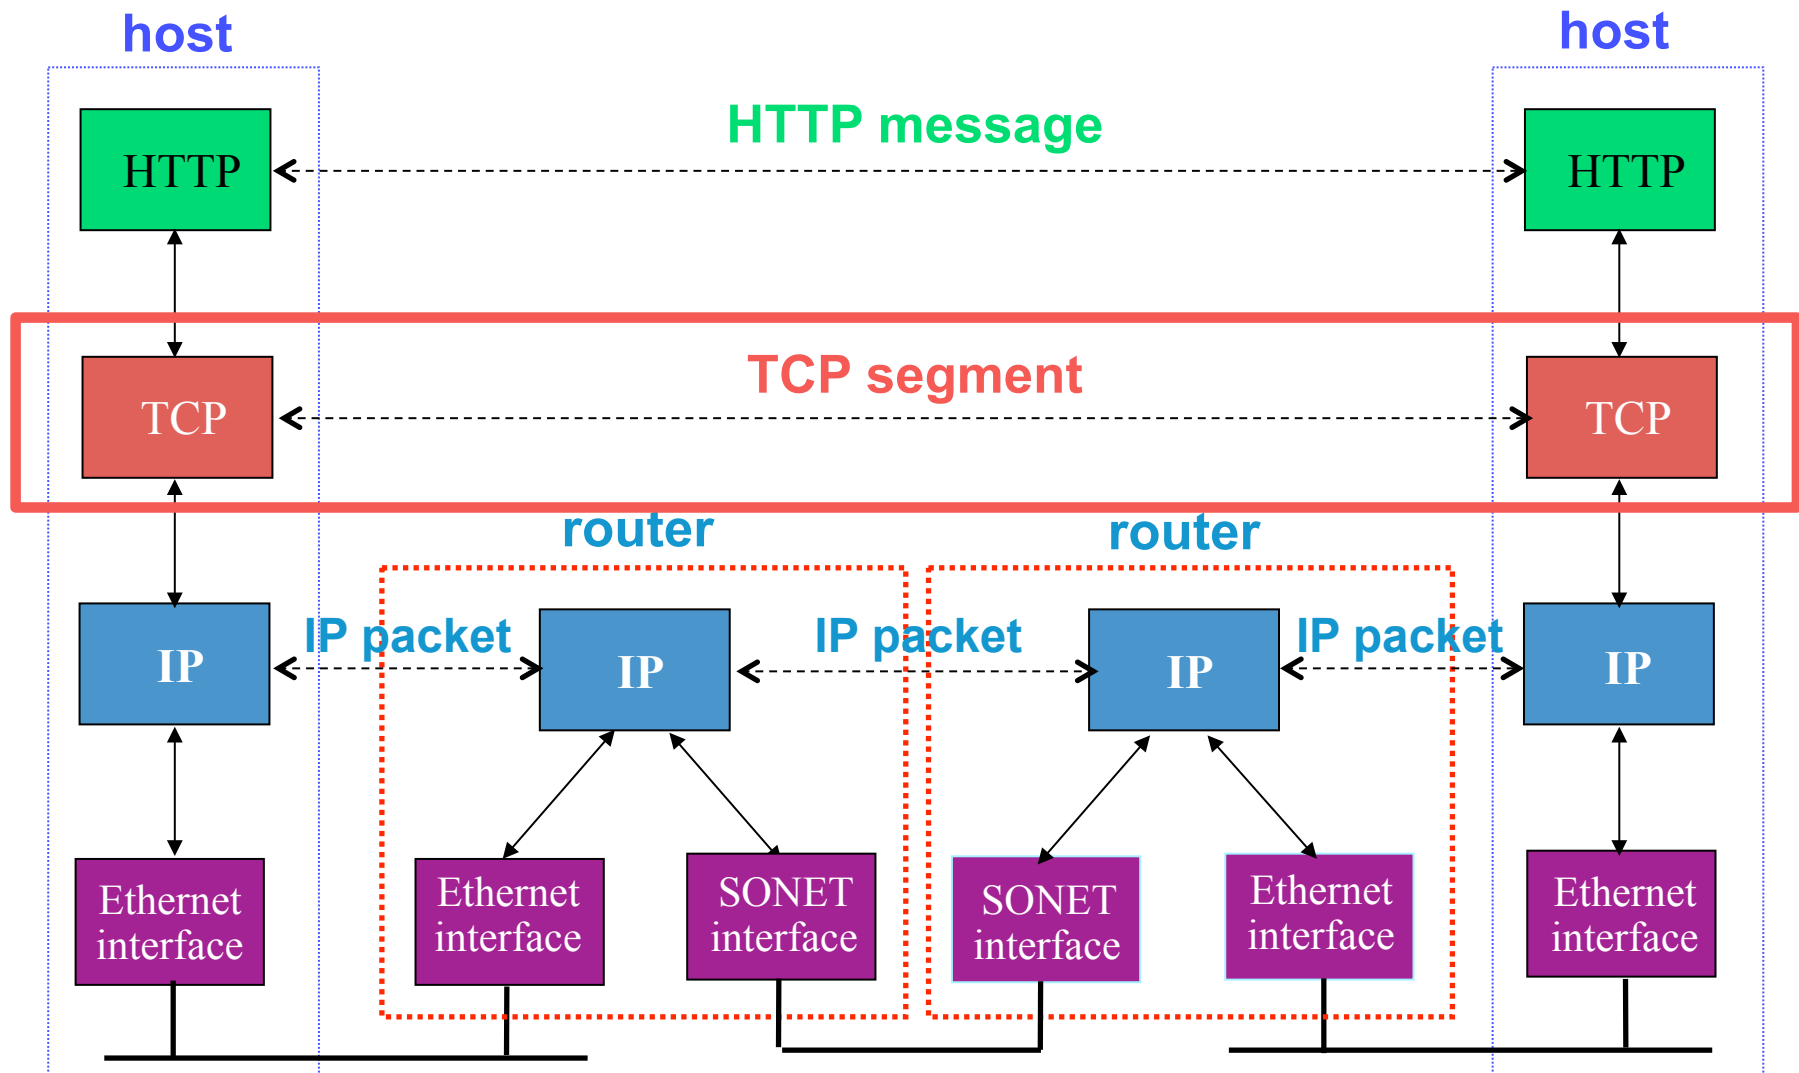 host
host
HTTP message
HTTP
HTTP
TCP segment
TCP
TCP
router
router
IP packet
IP packet
IP packet
IP
IP
IP
IP
Ethernet
interface
Ethernet
interface
SONET
interface
SONET
interface
Ethernet
interface
Ethernet
interface